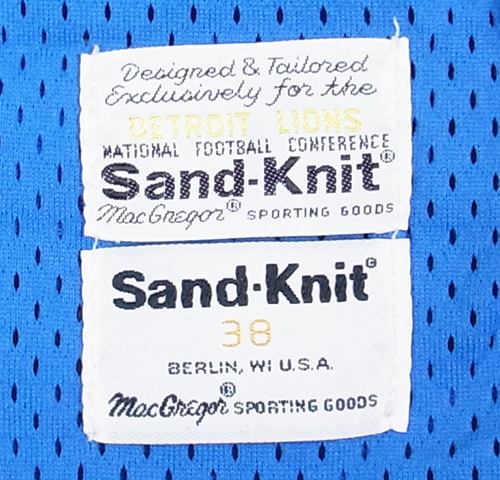 Designed & Tailored
Exclusively for the
DETROIT LIONS
NATIONAL FOOTBALL CONFERENCE
Sand-Knit®
MacGregor® SPORTING GOODS
Sand·Knit®
38
BERLIN, WI U.S.A.
MacGregor® SPORTING GOODS